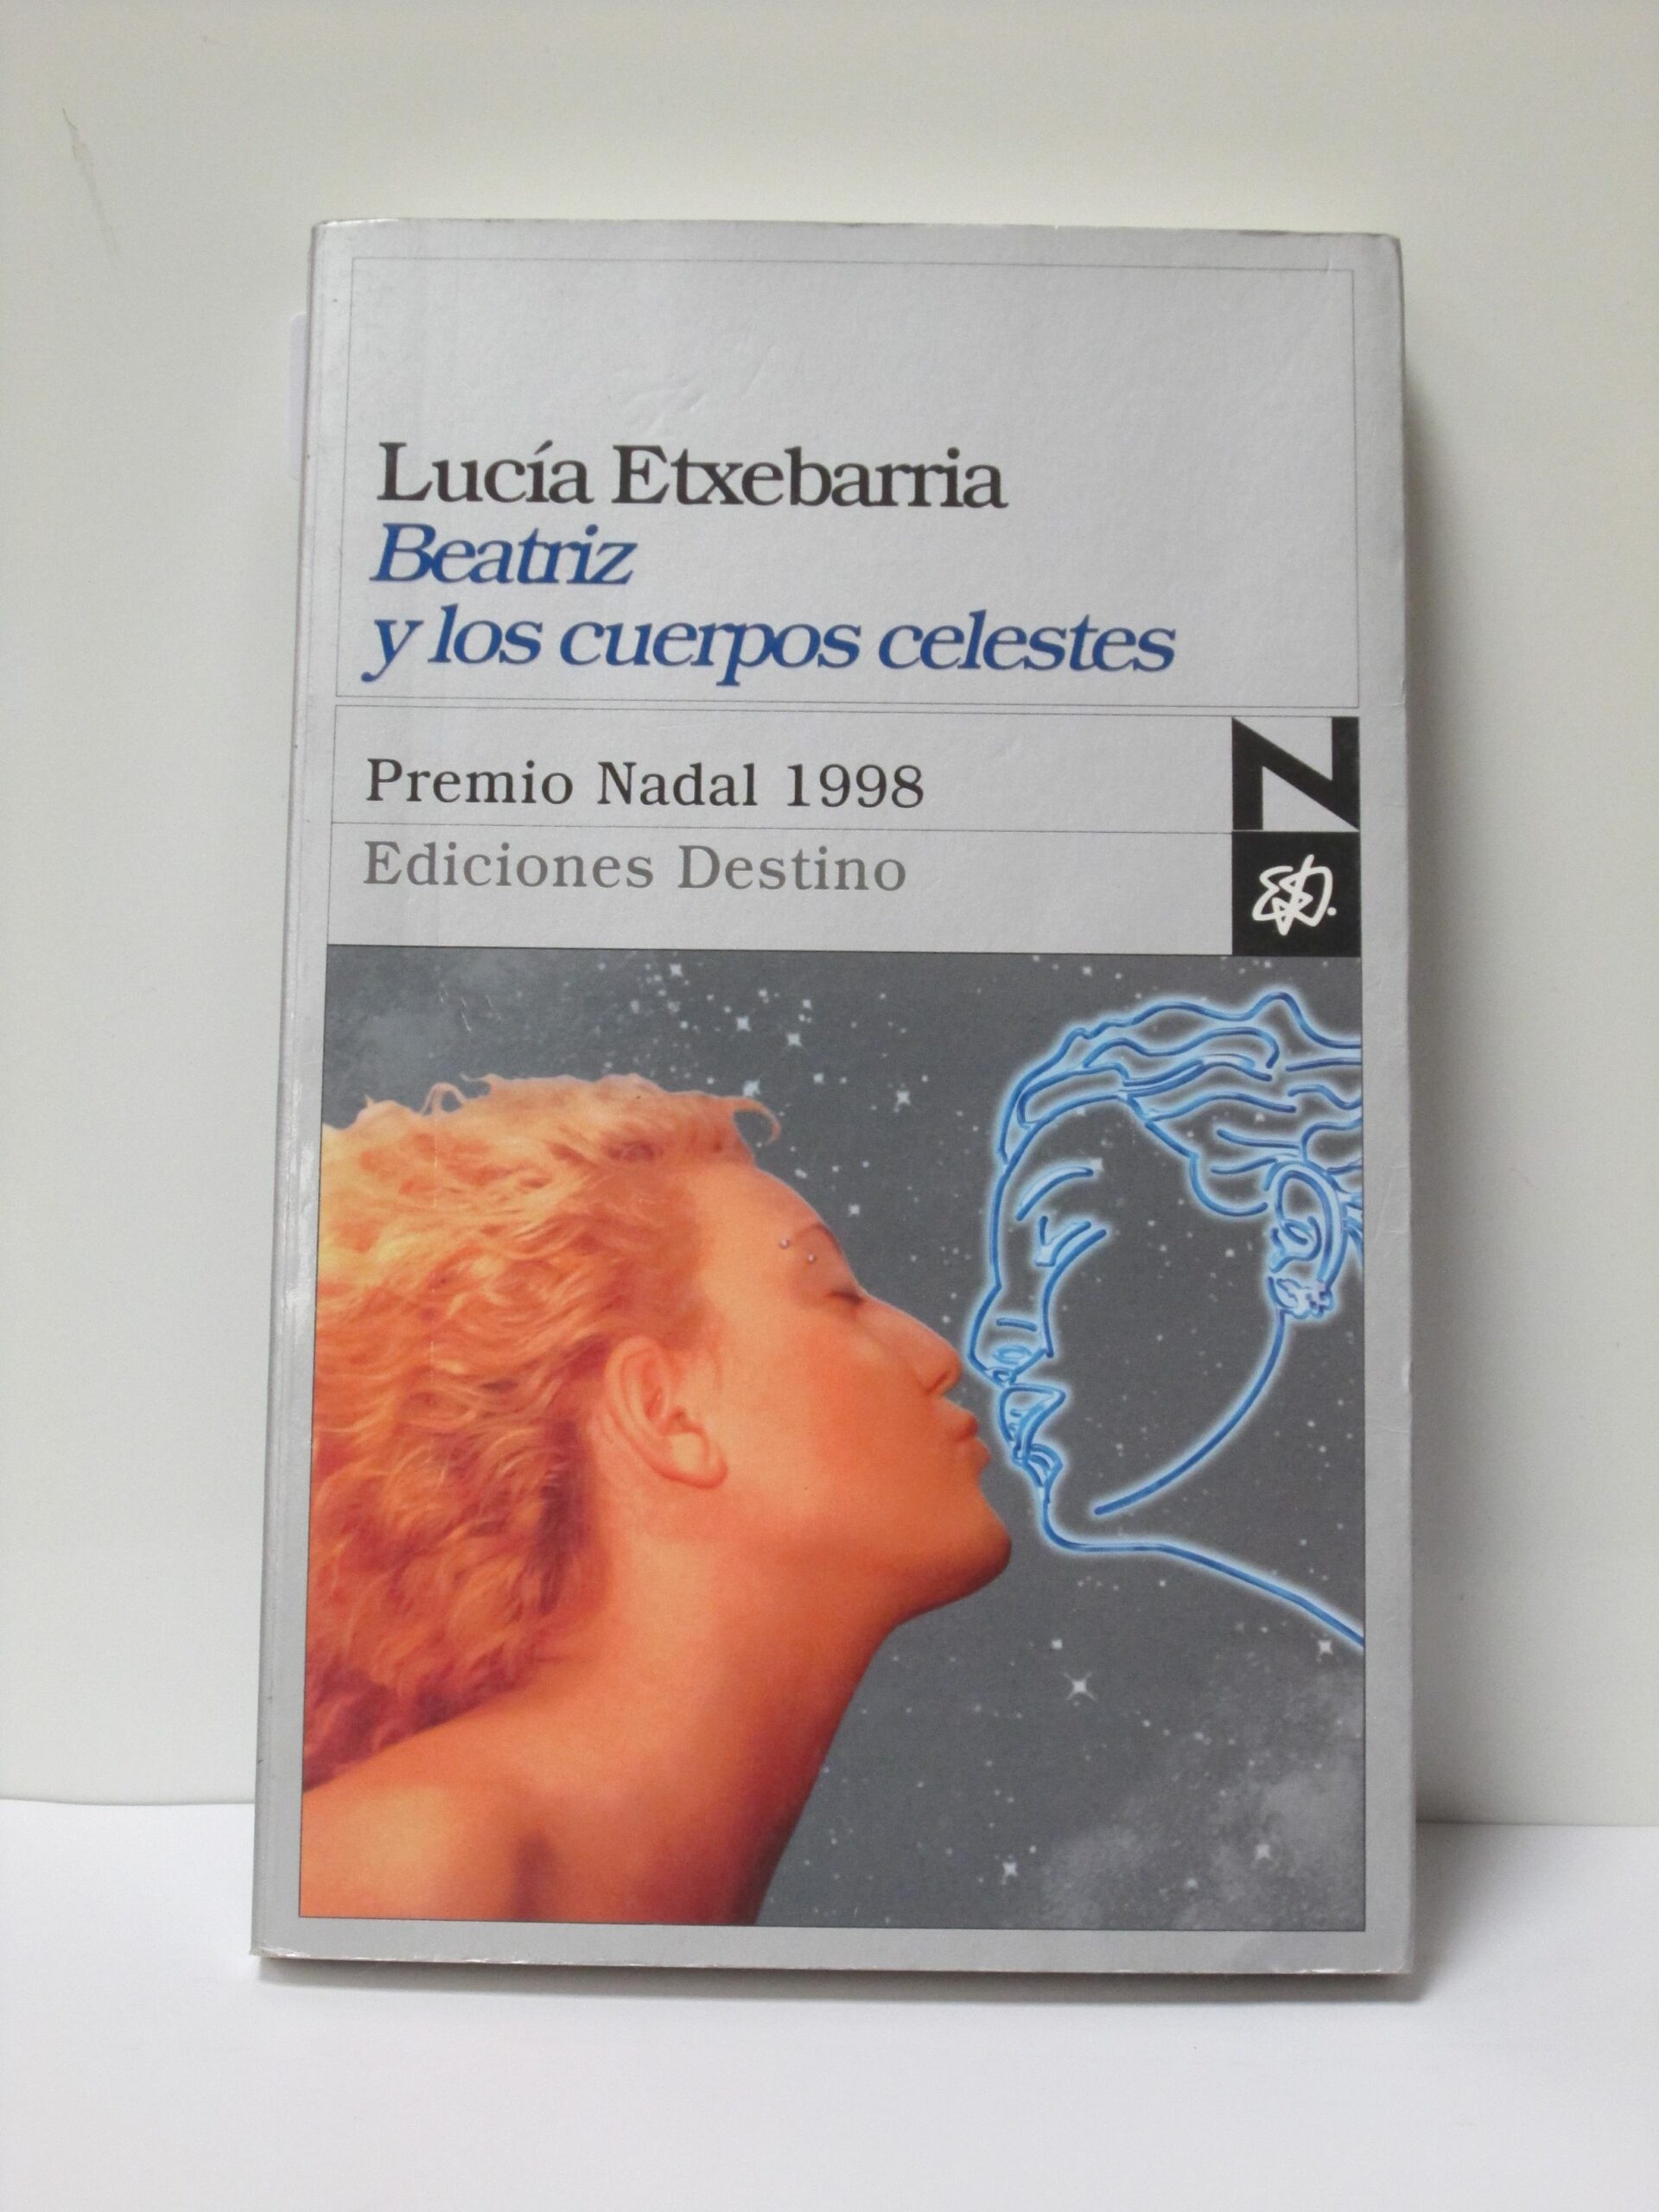 Lucía Etxebarria
Beatriz
y los cuerpos celestes
Premio Nadal 1998
N
Ediciones Destino